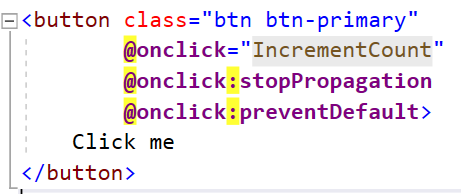 <button class="btn btn-primary"
@onclick="IncrementCount"
@onclick:stopPropagation
@onclick:preventDefault>
Click me
</button>